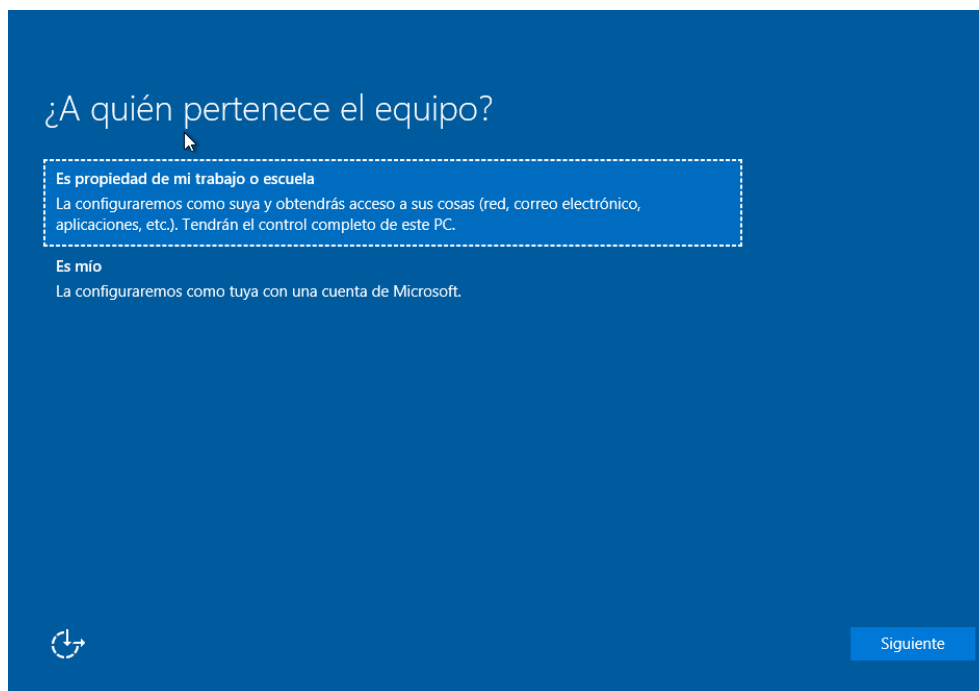 ¿A quién pertenece el equipo?
Es propiedad de mi trabajo o escuela
La configuraremos como suya y obtendrás acceso a sus cosas (red, correo electrónico,
aplicaciones, etc.). Tendrán el control completo de este PC.
Es mío
La configuraremos como tuya con una cuenta de Microsoft.
Siguiente